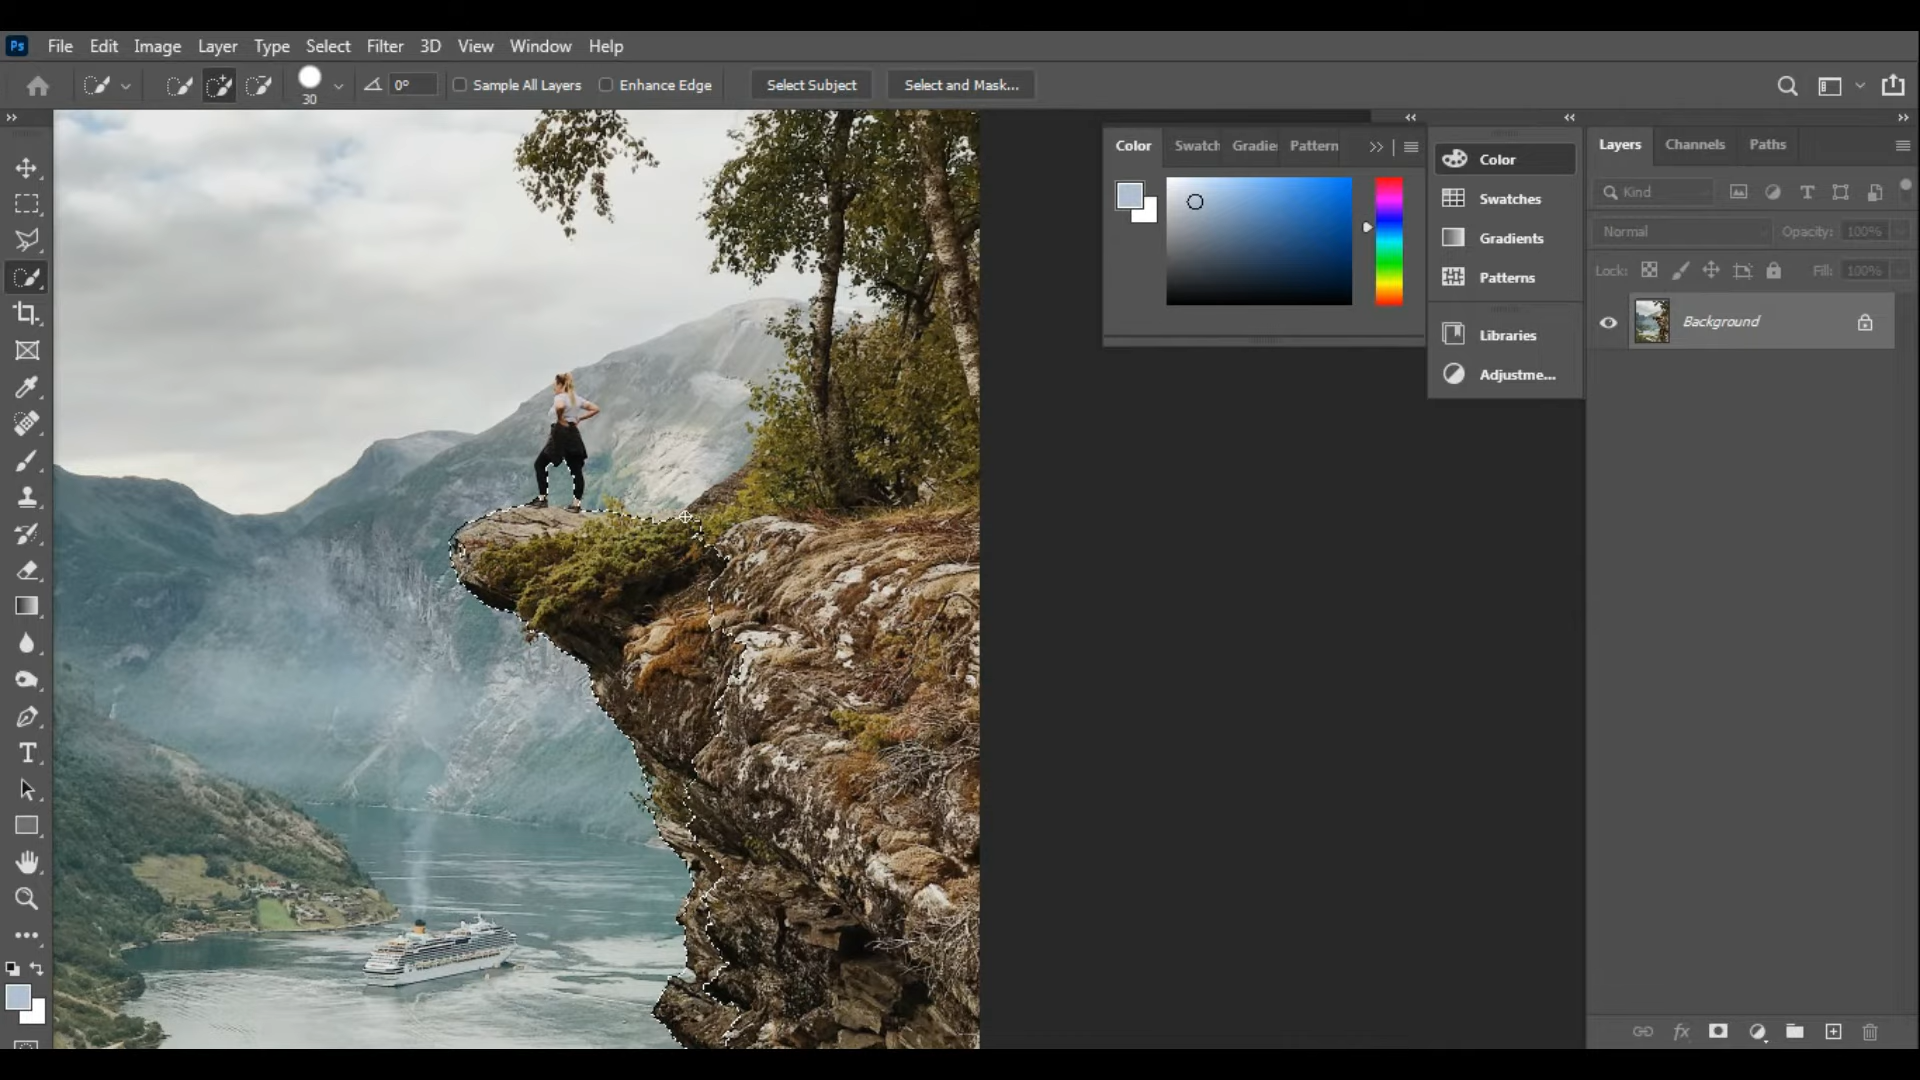 Ps File Edit Image Layer Type Select Filter 3D View Window Help
30 0° Sample All Layers Enhance Edge Select Subject Select and Mask...
Color Swatch Gradie Pattern
Color
Swatches
Gradients
Patterns
Libraries
Adjustme...
Layers Channels Paths
Kind
Normal Opacity: 100%
Lock: Fill: 100%
Background
fx